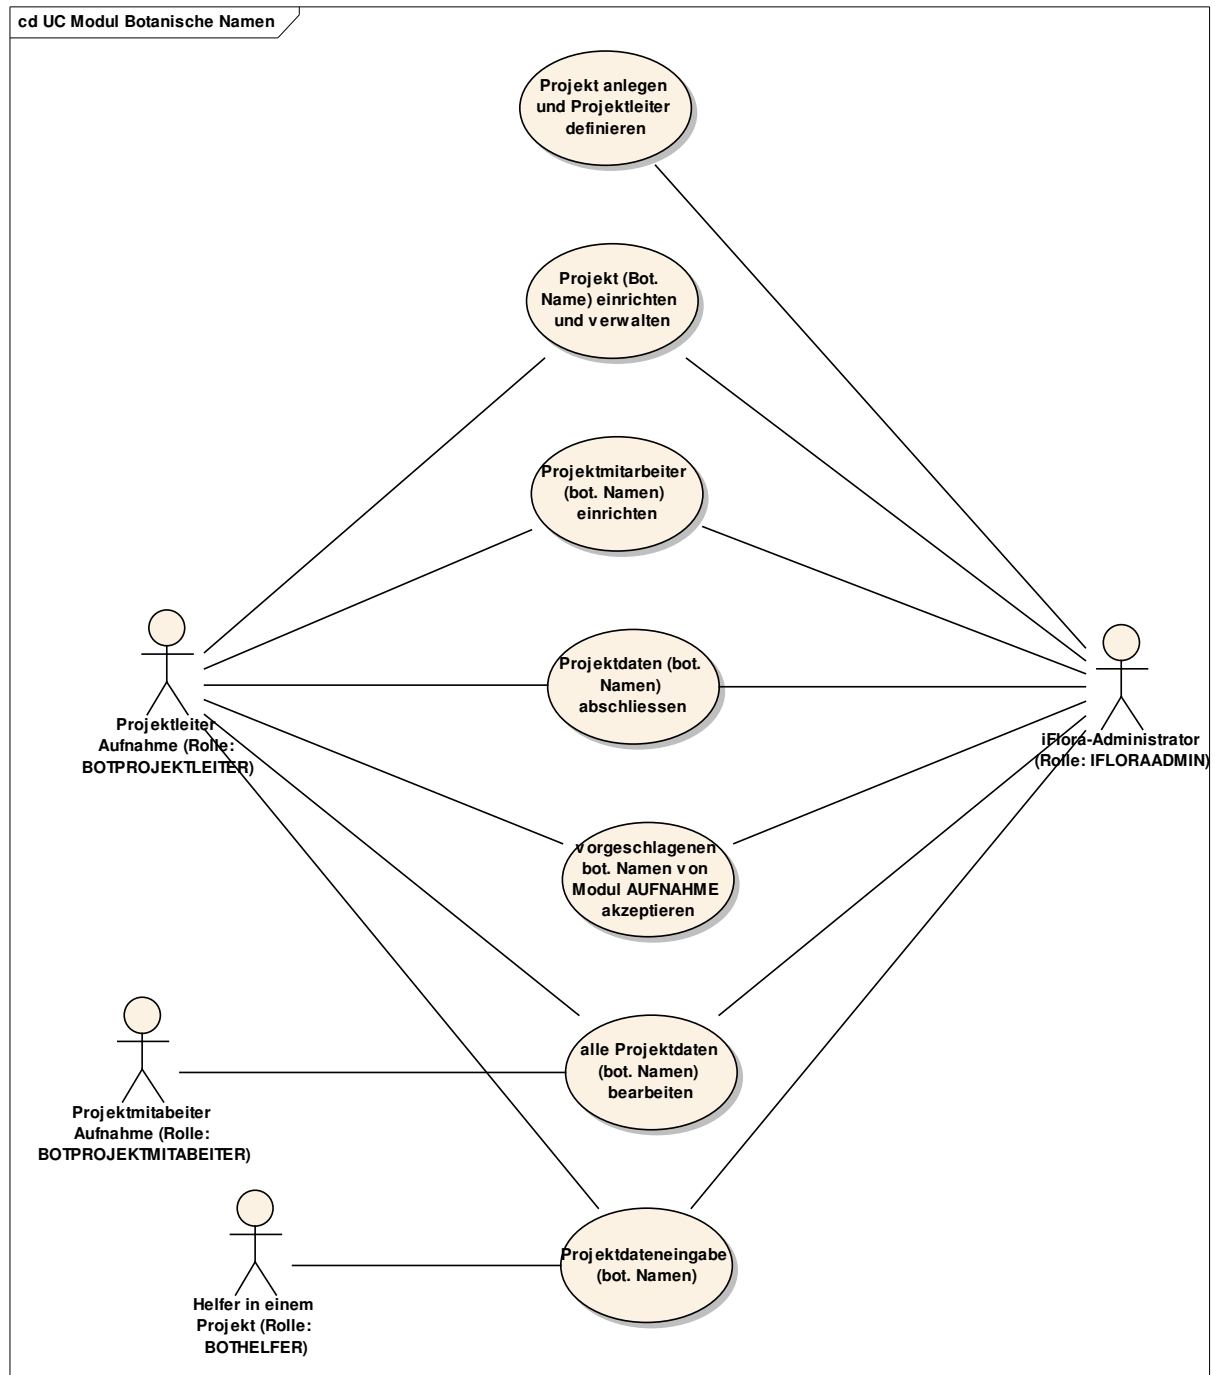 cd UC Modul Botanische Namen
Projekt anlegen
und Projektleiter
definieren
Projekt (Bot.
Name) einrichten
und verwalten
Projektmitarbeiter
(bot. Namen)
einrichten
Projektdaten (bot.
Namen)
abschliessen
Projektleiter
Aufnahme (Rolle:
BOTPROJEKTLEITER)
iFlora-Administrator
(Rolle: IFLORAADMIN)
vorgeschlagenen
bot. Namen von
Modul AUFNAHME
akzeptieren
alle Projektdaten
(bot. Namen)
bearbeiten
Projektmitabeiter
Aufnahme (Rolle:
BOTPROJEKTMITABEITER)
Projektdateneingabe
(bot. Namen)
Helfer in einem
Projekt (Rolle:
BOTHELFER)